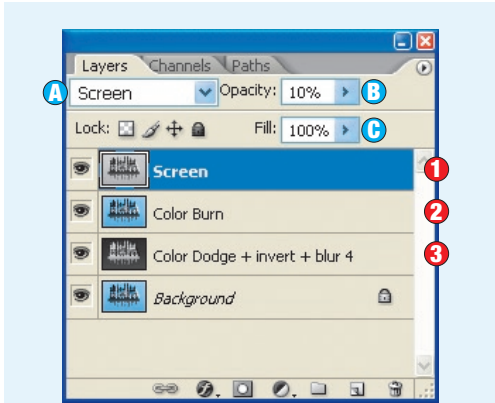 Layers Channels Paths
A Screen Opacity: 10% B
Lock: Fill: 100% C
Screen 1
Color Burn 2
Color Dodge + invert + blur 4 3
Background